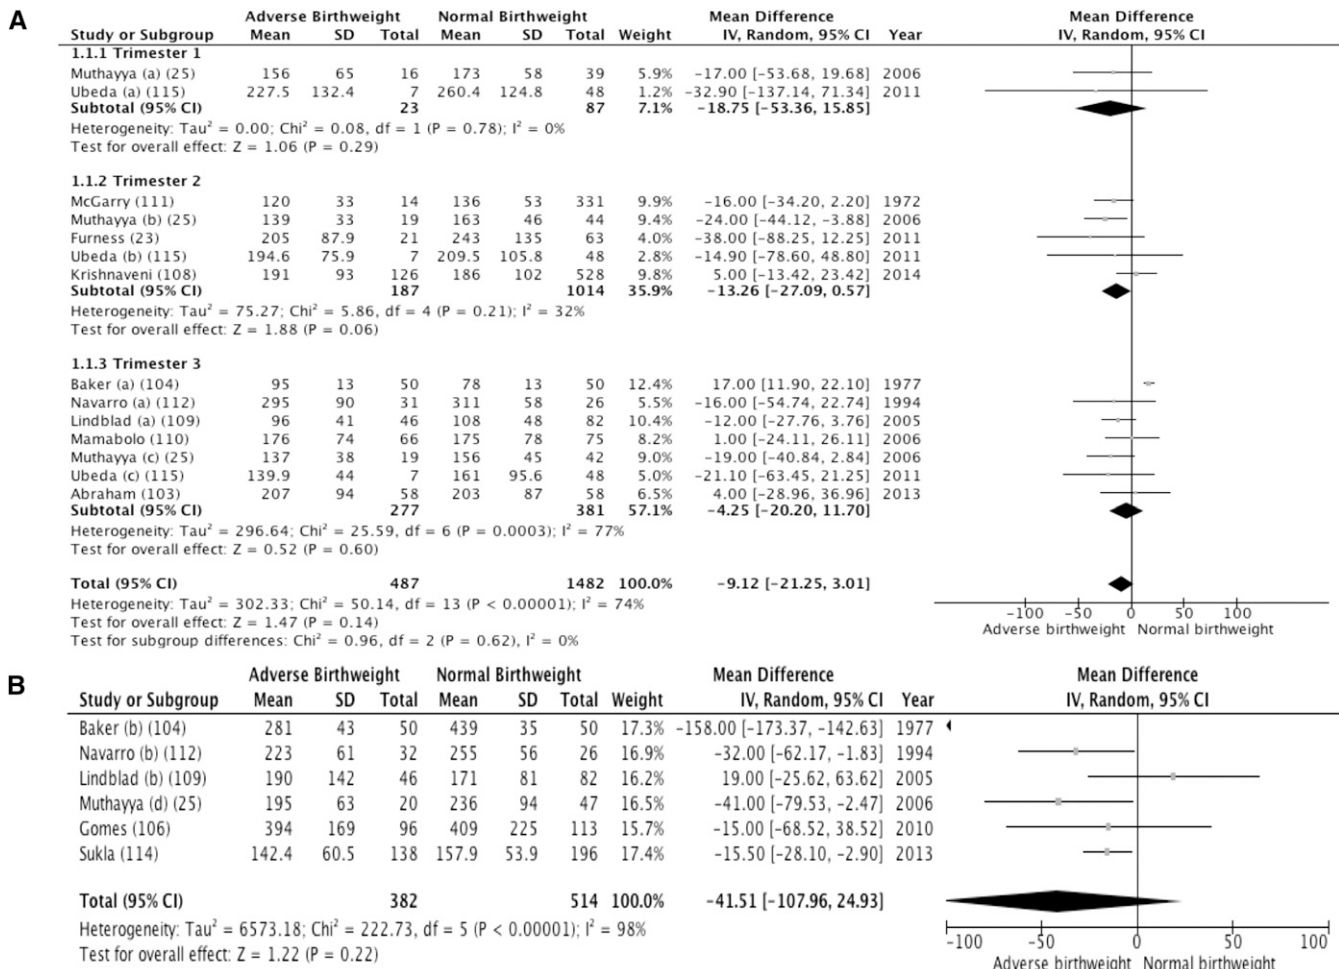 A
Adverse Birthweight Normal Birthweight Mean Difference Mean Difference
Study or Subgroup Mean SD Total Mean SD Total Weight IV, Random, 95% CI Year IV, Random, 95% CI
1.1.1 Trimester 1
Muthayya (a) (25) 156 65 16 173 58 39 5.9% −17.00 [−53.68, 19.68] 2006
Ubeda (a) (115) 227.5 132.4 7 260.4 124.8 48 1.2% −32.90 [−137.14, 71.34] 2011
Subtotal (95% CI) 23 87 7.1% −18.75 [−53.36, 15.85]
Heterogeneity: Tau² = 0.00; Chi² = 0.08, df = 1 (P = 0.78); I² = 0%
Test for overall effect: Z = 1.06 (P = 0.29)
1.1.2 Trimester 2
McGarry (111) 120 33 14 136 53 331 9.9% −16.00 [−34.20, 2.20] 1972
Muthayya (b) (25) 139 33 19 163 46 44 9.4% −24.00 [−44.12, −3.88] 2006
Furness (23) 205 87.9 21 243 135 63 4.0% −38.00 [−88.25, 12.25] 2011
Ubeda (b) (115) 194.6 75.9 7 209.5 105.8 48 2.8% −14.90 [−78.60, 48.80] 2011
Krishnaveni (108) 191 93 126 186 102 528 9.8% 5.00 [−13.42, 23.42] 2014
Subtotal (95% CI) 187 1014 35.9% −13.26 [−27.09, 0.57]
Heterogeneity: Tau² = 75.27; Chi² = 5.86, df = 4 (P = 0.21); I² = 32%
Test for overall effect: Z = 1.88 (P = 0.06)
1.1.3 Trimester 3
Baker (a) (104) 95 13 50 78 13 50 12.4% 17.00 [11.90, 22.10] 1977
Navarro (a) (112) 295 90 31 311 58 26 5.5% −16.00 [−54.74, 22.74] 1994
Lindblad (a) (109) 96 41 46 108 48 82 10.4% −12.00 [−27.76, 3.76] 2005
Mamabolo (110) 176 74 66 175 78 75 8.2% 1.00 [−24.11, 26.11] 2006
Muthayya (c) (25) 137 38 19 156 45 42 9.0% −19.00 [−40.84, 2.84] 2006
Ubeda (c) (115) 139.9 44 7 161 95.6 48 5.0% −21.10 [−63.45, 21.25] 2011
Abraham (103) 207 94 58 203 87 58 6.5% 4.00 [−28.96, 36.96] 2013
Subtotal (95% CI) 277 381 57.1% −4.25 [−20.20, 11.70]
Heterogeneity: Tau² = 296.64; Chi² = 25.59, df = 6 (P = 0.0003); I² = 77%
Test for overall effect: Z = 0.52 (P = 0.60)
Total (95% CI) 487 1482 100.0% −9.12 [−21.25, 3.01]
Heterogeneity: Tau² = 302.33; Chi² = 50.14, df = 13 (P < 0.00001); I² = 74%
Test for overall effect: Z = 1.47 (P = 0.14)
Test for subgroup differences: Chi² = 0.96, df = 2 (P = 0.62), I² = 0%
−100 −50 0 50 100
Adverse birthweight Normal birthweight
B
Adverse Birthweight Normal Birthweight Mean Difference Mean Difference
Study or Subgroup Mean SD Total Mean SD Total Weight IV, Random, 95% CI Year IV, Random, 95% CI
Baker (b) (104) 281 43 50 439 35 50 17.3% −158.00 [−173.37, −142.63] 1977
Navarro (b) (112) 223 61 32 255 56 26 16.9% −32.00 [−62.17, −1.83] 1994
Lindblad (b) (109) 190 142 46 171 81 82 16.2% 19.00 [−25.62, 63.62] 2005
Muthayya (d) (25) 195 63 20 236 94 47 16.5% −41.00 [−79.53, −2.47] 2006
Gomes (106) 394 169 96 409 225 113 15.7% −15.00 [−68.52, 38.52] 2010
Sukla (114) 142.4 60.5 138 157.9 53.9 196 17.4% −15.50 [−28.10, −2.90] 2013
Total (95% CI) 382 514 100.0% −41.51 [−107.96, 24.93]
Heterogeneity: Tau² = 6573.18; Chi² = 222.73, df = 5 (P < 0.00001); I² = 98%
Test for overall effect: Z = 1.22 (P = 0.22)
−100 −50 0 50 100
Adverse birthweight Normal birthweight